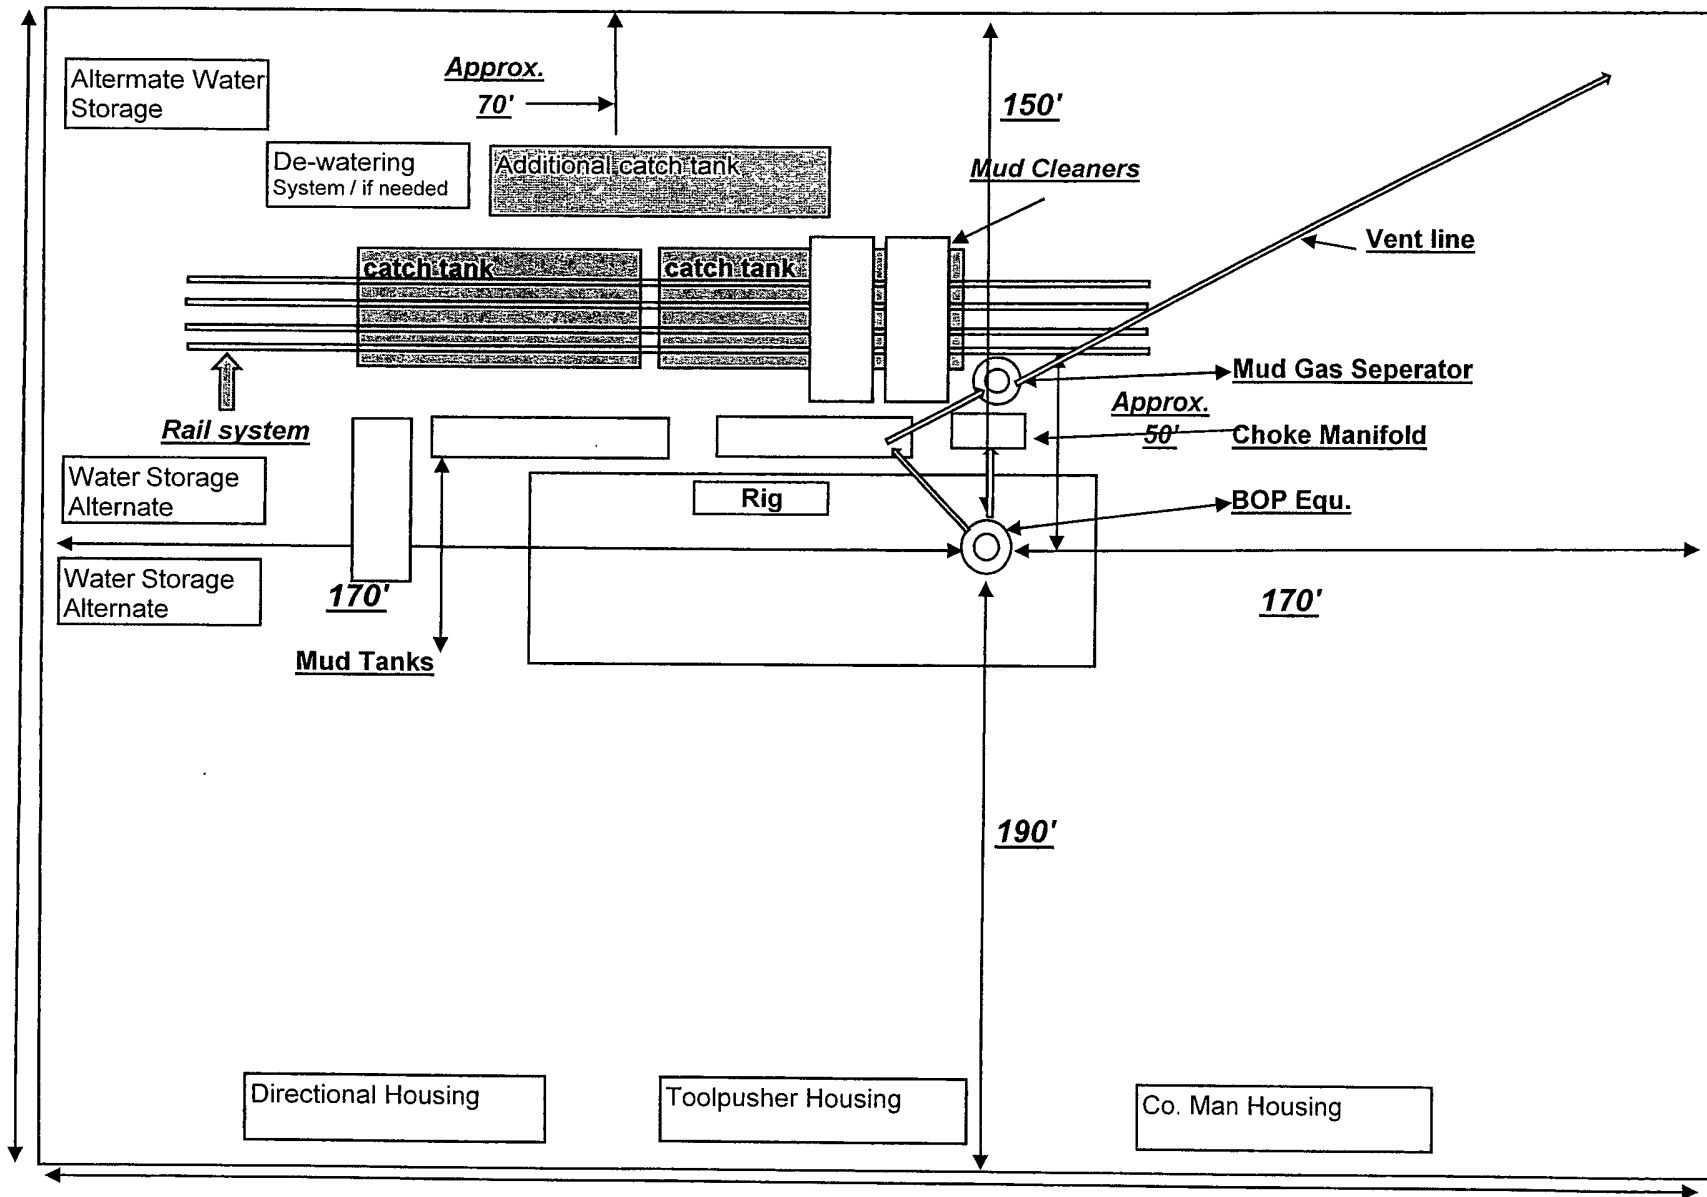 Altermate Water
Storage
Approx.
70'
150'
De-watering
System / if needed
Additional catch tank
Mud Cleaners
Vent line
catch tank
catch tank
Mud Gas Seperator
Approx.
50'
Rail system
Choke Manifold
Water Storage
Alternate
Rig
BOP Equ.
Water Storage
Alternate
170'
170'
Mud Tanks
190'
Directional Housing
Toolpusher Housing
Co. Man Housing